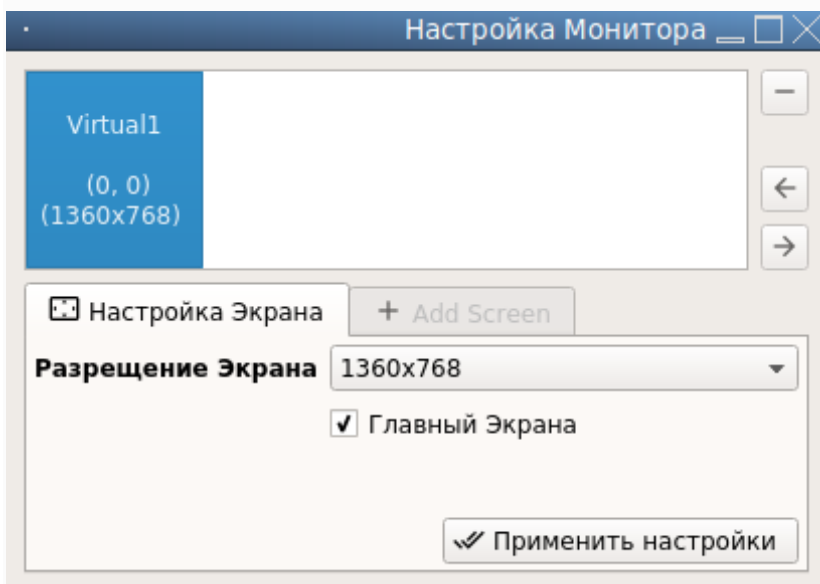 Настройка Монитора
Virtual1
(0, 0)
(1360x768)
Настройка Экрана
+ Add Screen
Разрещение Экрана 1360x768
Главный Экрана
Применить настройки